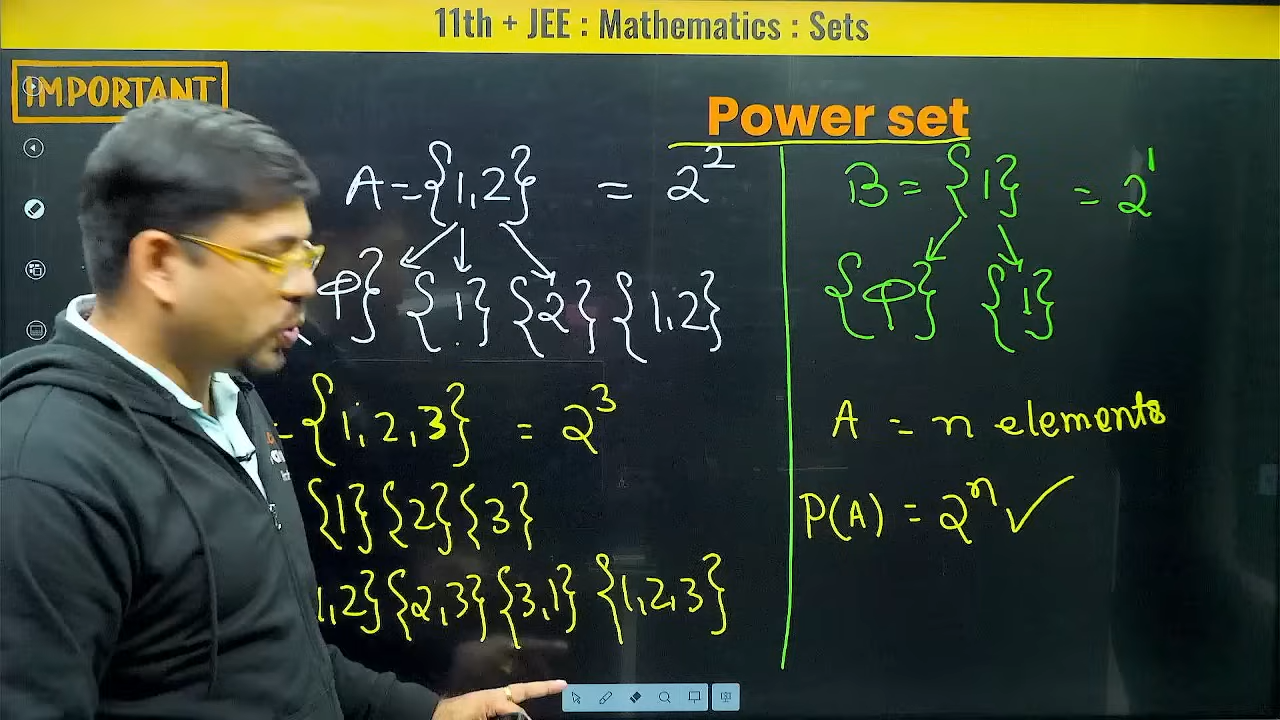 11th + JEE : Mathematics : Sets
IMPORTANT
Power set
A = {1,2} = 2²
φ} {1} {2} {1,2}
= {1,2,3} = 2³
{1} {2} {3}
1,2} {2,3} {3,1} {1,2,3}
B = {1} = 2¹
{φ} {1}
A = n elements
P(A) = 2ⁿ ✓